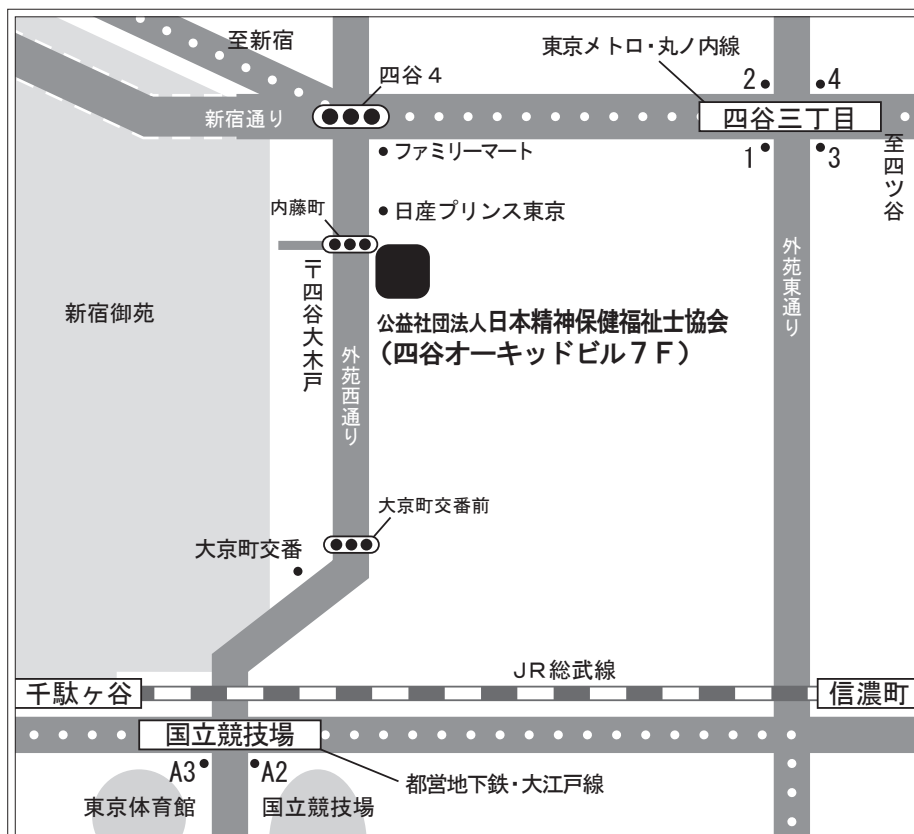 至新宿
東京メトロ・丸ノ内線
四谷４
2
4
新宿通り
四谷三丁目
ファミリーマート
1
3
至四ツ谷
内藤町
日産プリンス東京
外苑東通り
〒四谷大木戸
新宿御苑
公益社団法人日本精神保健福祉士協会
（四谷オーキッドビル７Ｆ）
外苑西通り
大京町交番前
大京町交番
ＪＲ総武線
千駄ヶ谷
信濃町
国立競技場
A3
A2
都営地下鉄・大江戸線
東京体育館
国立競技場